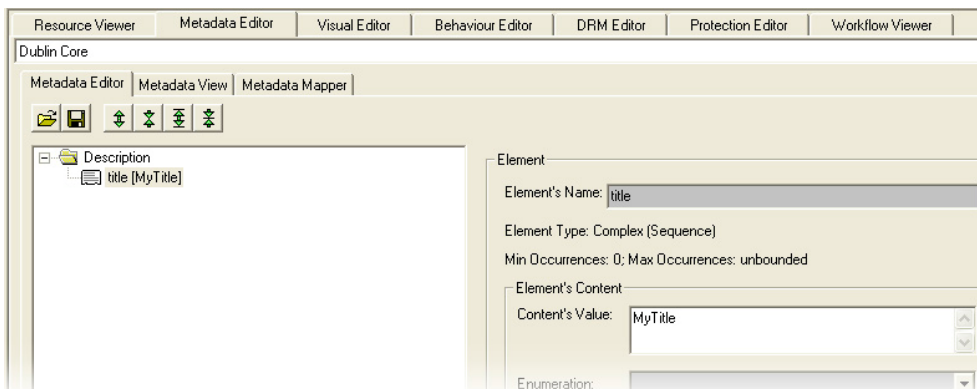 Resource Viewer Metadata Editor Visual Editor Behaviour Editor DRM Editor Protection Editor Workflow Viewer
Dublin Core
Metadata Editor Metadata View Metadata Mapper
Description
title [MyTitle]
Element
Element's Name: title
Element Type: Complex (Sequence)
Min Occurrences: 0; Max Occurrences: unbounded
Element's Content
Content's Value: MyTitle
Enumeration: